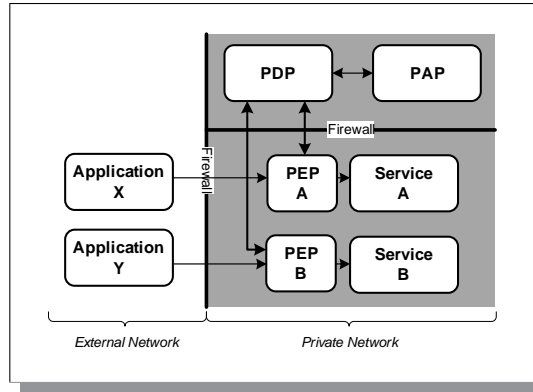 PDP
PAP
Firewall
Firewall
Application
X
PEP
A
Service
A
Application
Y
PEP
B
Service
B
External Network
Private Network